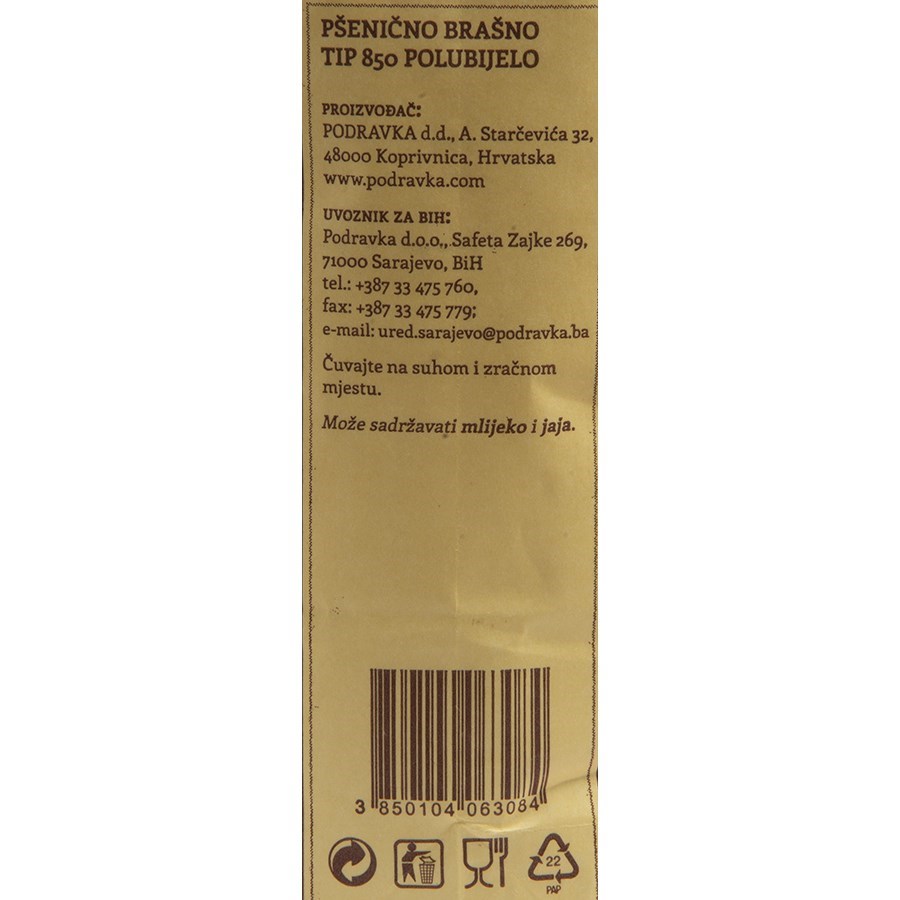 PŠENIČNO BRAŠNO
TIP 850 POLUBIJELO
PROIZVOĐAČ:
PODRAVKA d.d., A. Starčevića 32,
48000 Koprivnica, Hrvatska
www.podravka.com
UVOZNIK ZA BIH:
Podravka d.o.o., Safeta Zajke 269,
71000 Sarajevo, BiH
tel.: +387 33 475 760,
fax: +387 33 475 779;
e-mail: ured.sarajevo@podravka.ba
Čuvajte na suhom i zračnom
mjestu.
Može sadržavati mlijeko i jaja.
3 850104 063084
22
PAP